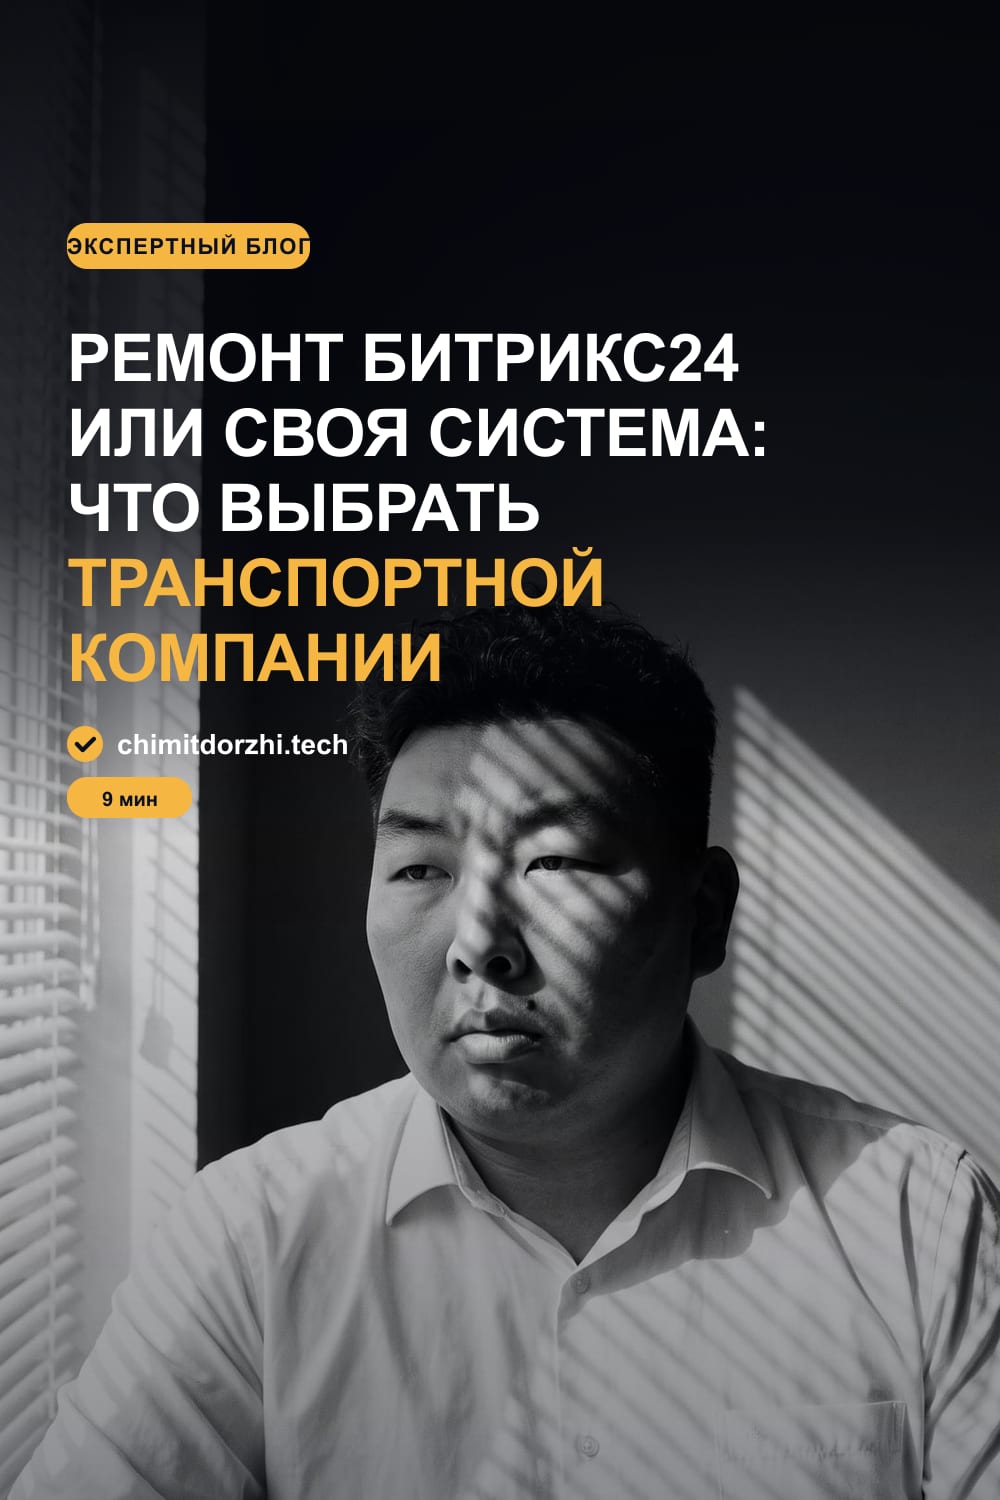 ЭКСПЕРТНЫЙ БЛОГ
РЕМОНТ БИТРИКС24
ИЛИ СВОЯ СИСТЕМА:
ЧТО ВЫБРАТЬ
ТРАНСПОРТНОЙ
КОМПАНИИ
chimitdorzhi.tech
9 мин